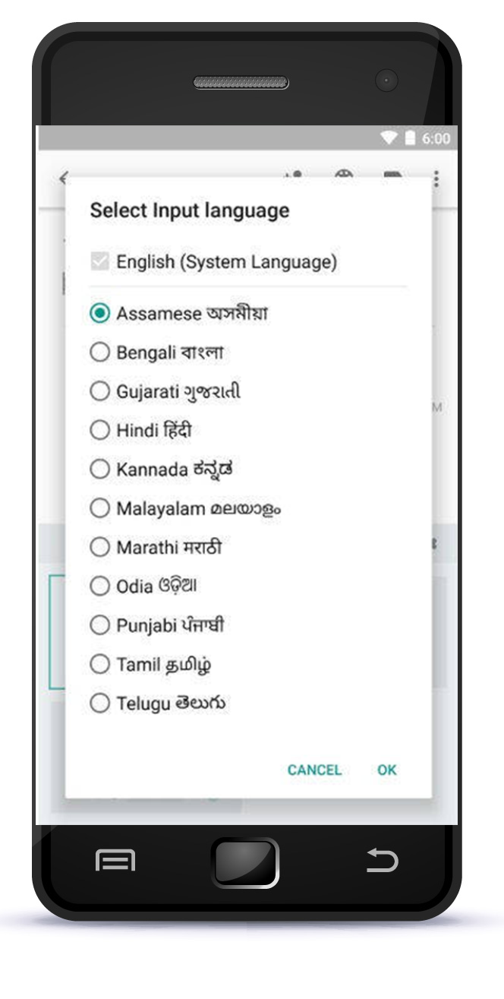 6:00
Select Input language
English (System Language)
Assamese অসমীয়া
Bengali বাংলা
Gujarati ગુજરાતી
Hindi हिंदी
Kannada ಕನ್ನಡ
Malayalam മലയാളം
M
Marathi मराठी
Odia ଓଡ଼ିଆ
Punjabi ਪੰਜਾਬੀ
Tamil தமிழ்
Telugu తెలుగు
CANCEL OK